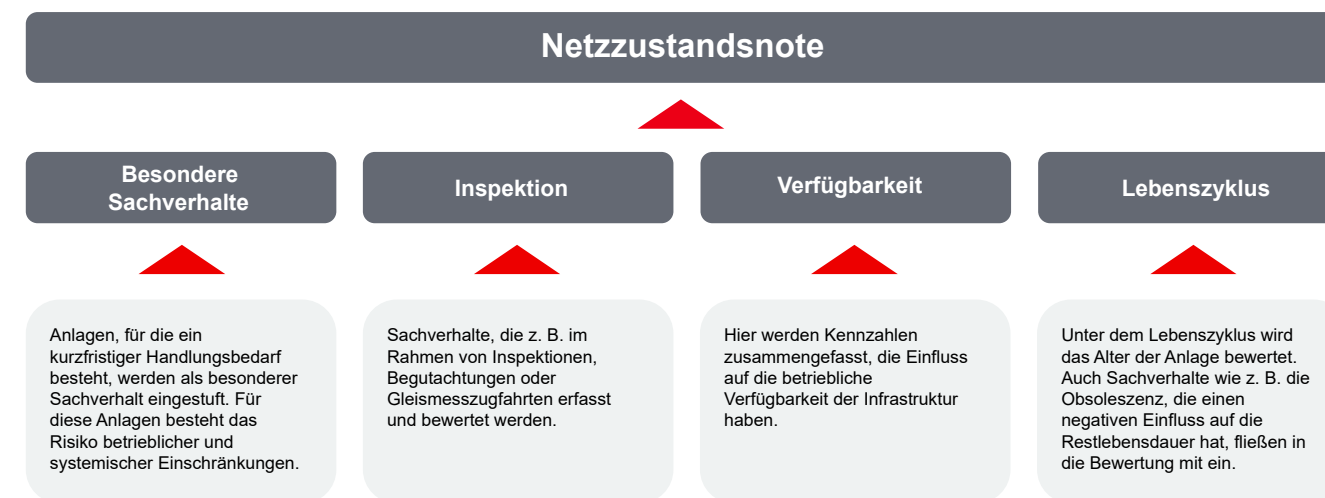 Netzzustandsnote
Besondere
Sachverhalte
Inspektion
Verfügbarkeit
Lebenszyklus
Anlagen, für die ein
kurzfristiger Handlungsbedarf
besteht, werden als besonderer
Sachverhalt eingestuft. Für
diese Anlagen besteht das
Risiko betrieblicher und
systemischer Einschränkungen.
Sachverhalte, die z. B. im
Rahmen von Inspektionen,
Begutachtungen oder
Gleismesszugfahrten erfasst
und bewertet werden.
Hier werden Kennzahlen
zusammengefasst, die Einfluss
auf die betriebliche
Verfügbarkeit der Infrastruktur
haben.
Unter dem Lebenszyklus wird
das Alter der Anlage bewertet.
Auch Sachverhalte wie z. B. die
Obsoleszenz, die einen
negativen Einfluss auf die
Restlebensdauer hat, fließen in
die Bewertung mit ein.